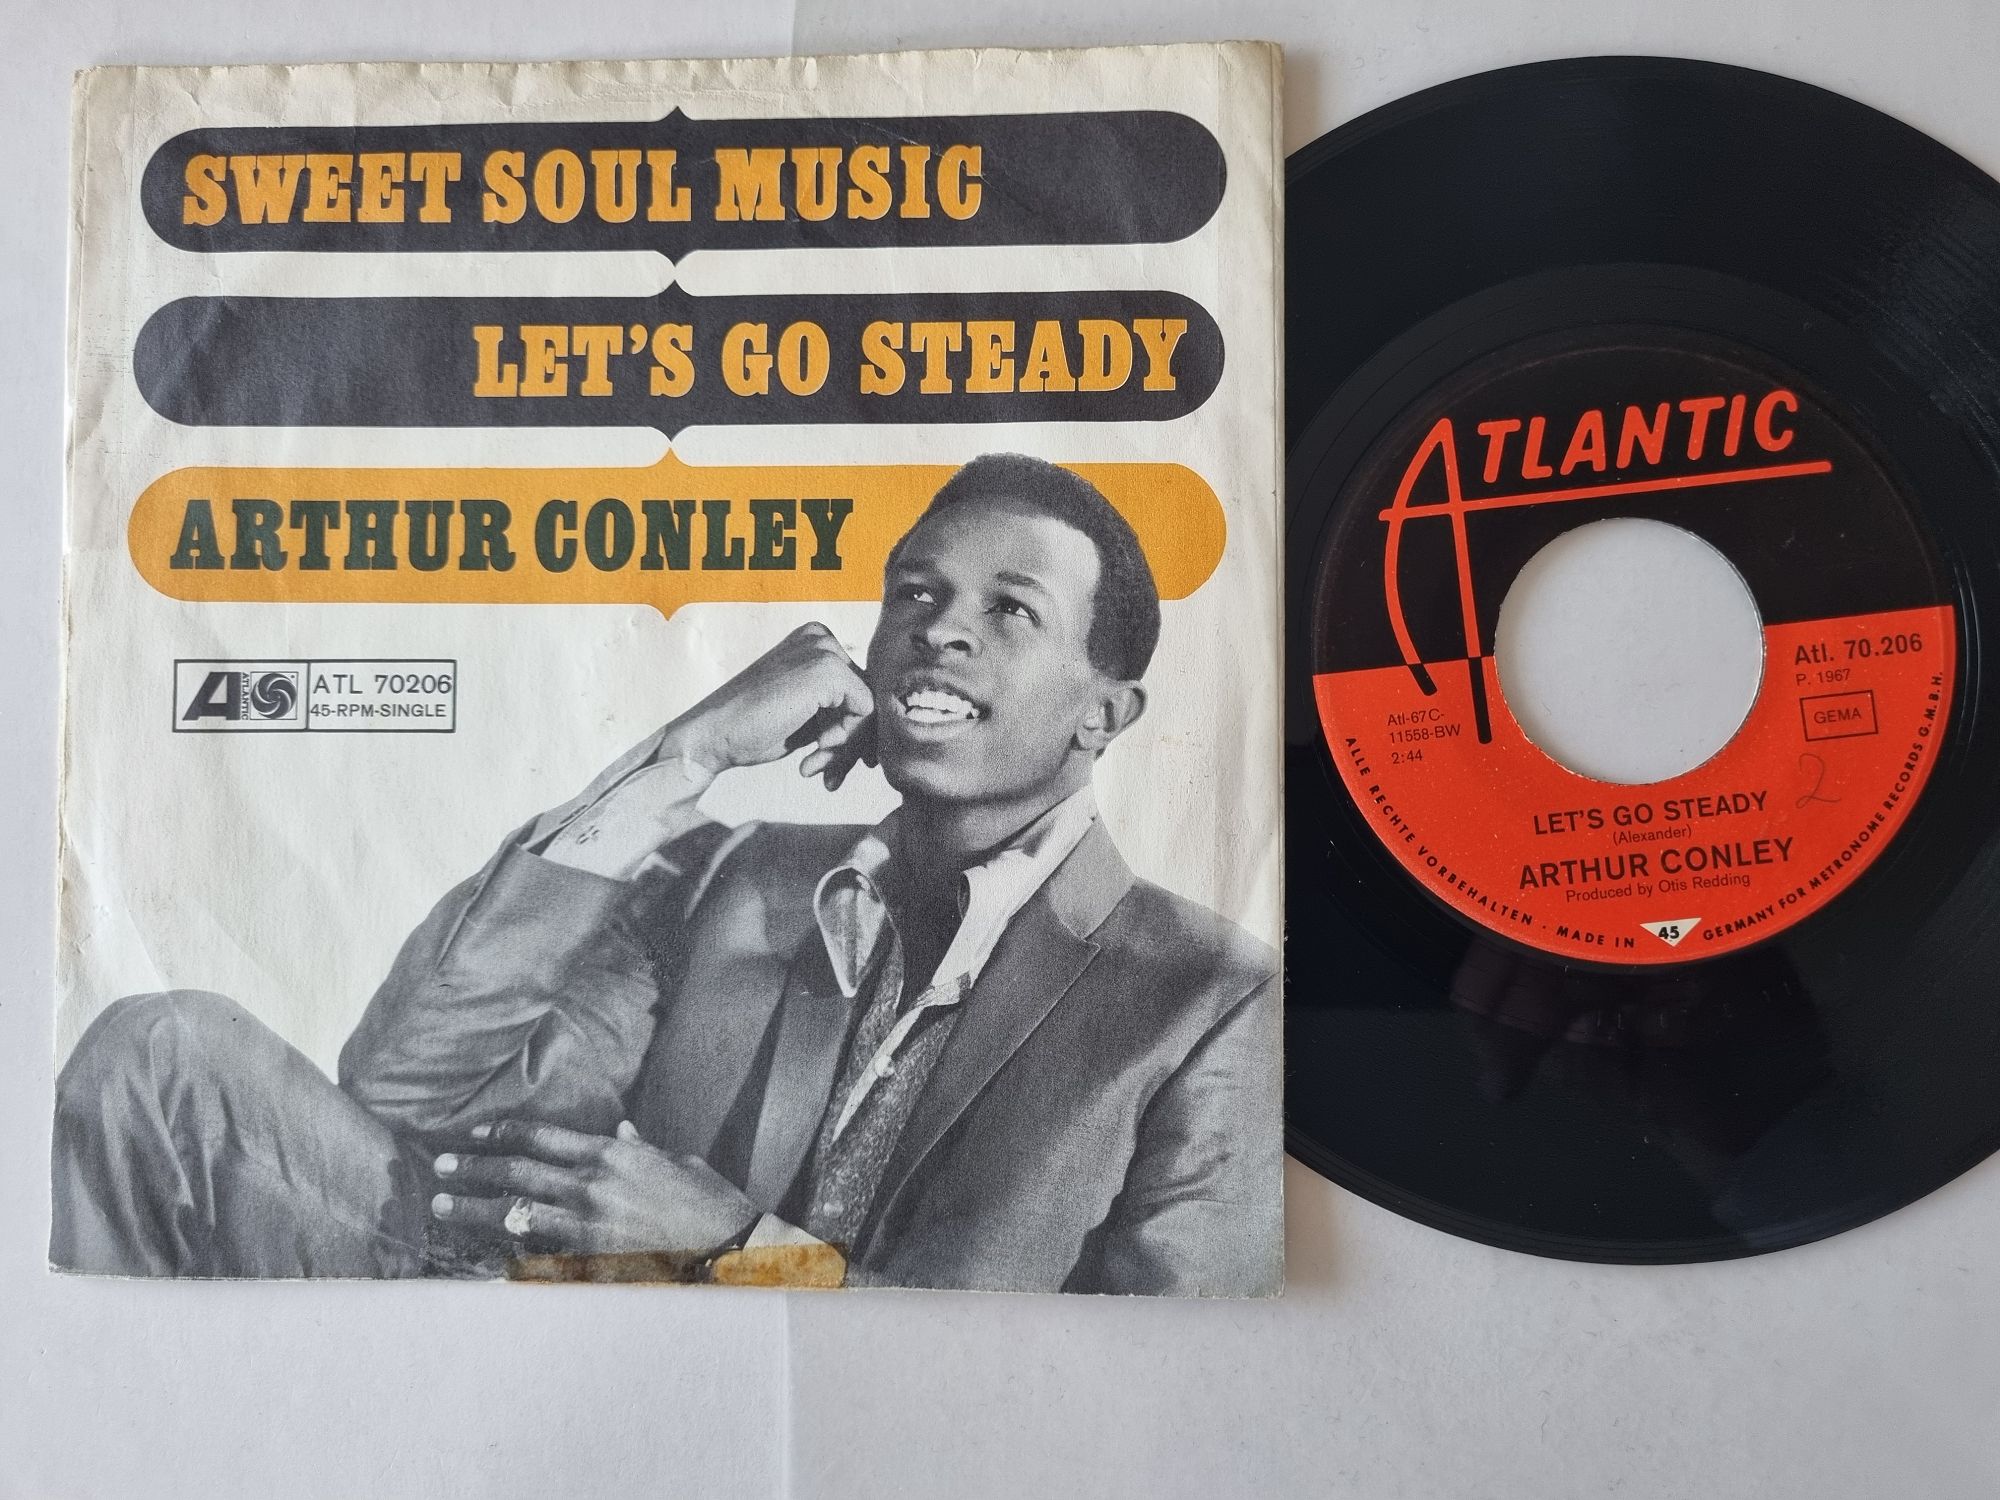 SWEET SOUL MUSIC
LET'S GO STEADY
ARTHUR CONLEY
ATLANTIC
ATL 70206
45-RPM-SINGLE
ATLANTIC
Atl. 70.206
P. 1967
GEMA
Atl-67C-
11558-BW
2:44
2
LET'S GO STEADY
(Alexander)
ARTHUR CONLEY
Produced by Otis Redding
ALLE RECHTE VORBEHALTEN · MADE IN 45 GERMANY FOR METRONOME RECORDS G.M.B.H.